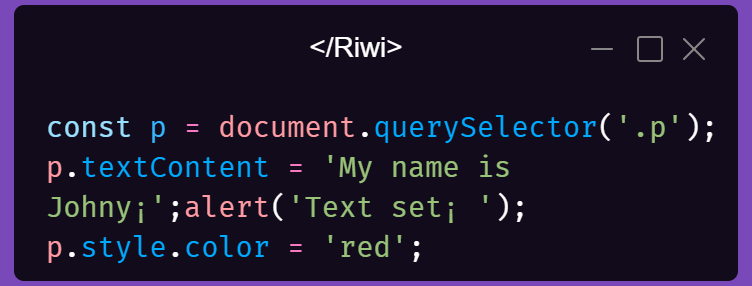 </Riwi>
const p = document.querySelector('.p');
p.textContent = 'My name is
Johny¡';alert('Text set¡ ');
p.style.color = 'red';